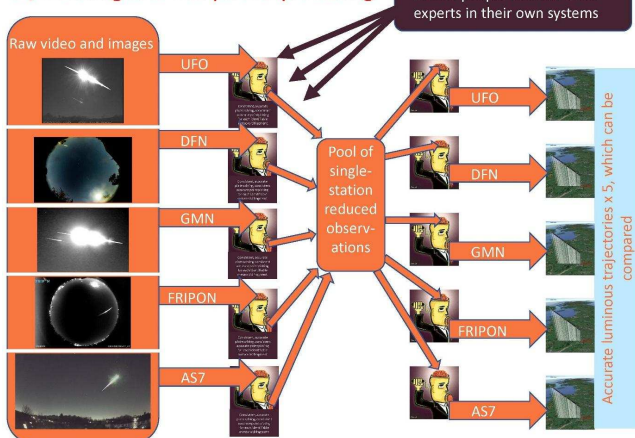 experts in their own systems
Raw video and images
UFO
DFN
GMN
FRIPON
AS7
Pool of
single-
station
reduced
observ-
ations
UFO
DFN
GMN
FRIPON
AS7
Accurate luminous trajectories x 5, which can be
compared